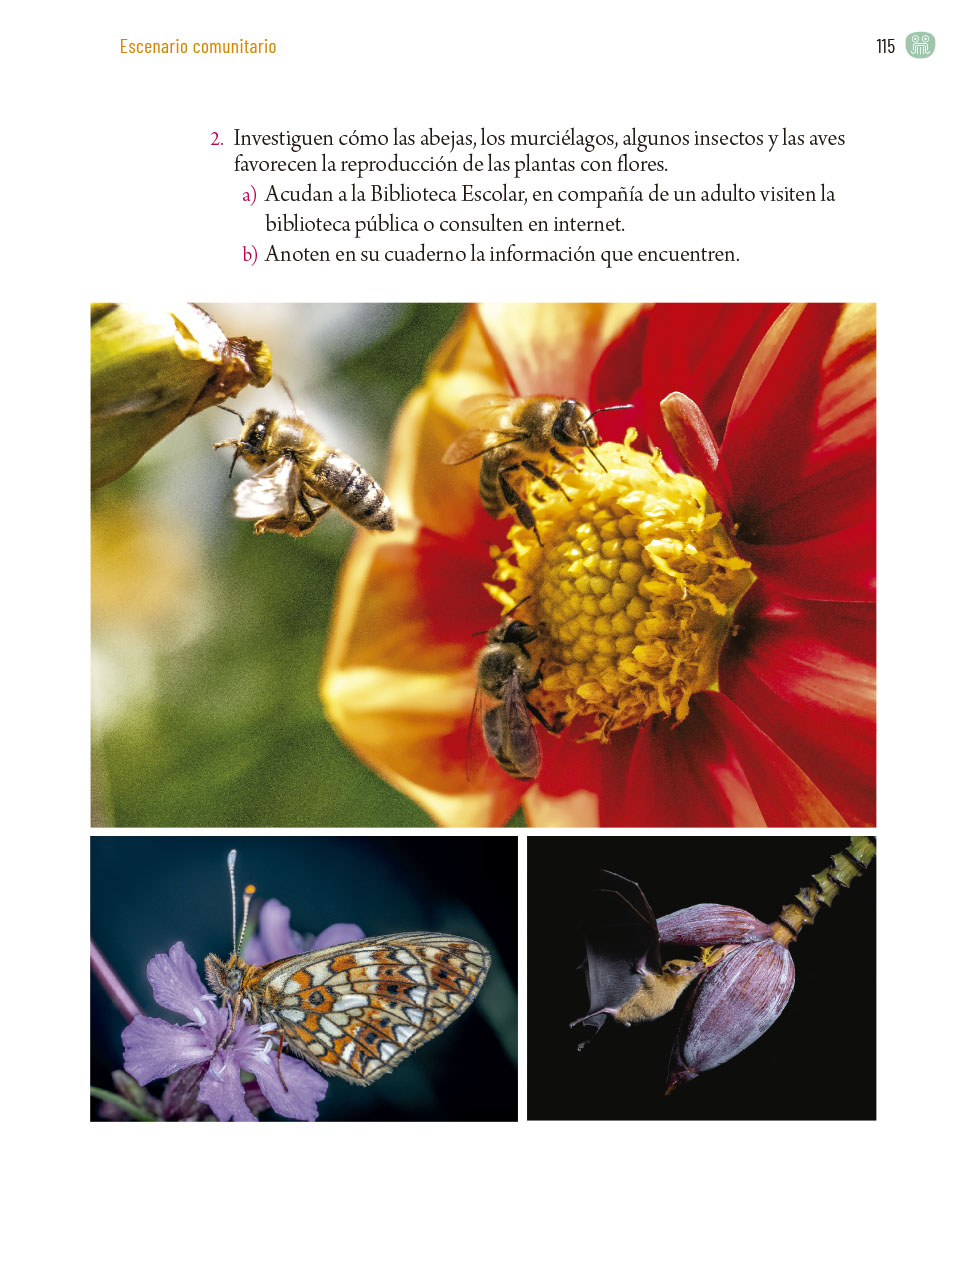 Escenario comunitario
115
2. Investiguen cómo las abejas, los murciélagos, algunos insectos y las aves
favorecen la reproducción de las plantas con flores.
a) Acudan a la Biblioteca Escolar, en compañía de un adulto visiten la
biblioteca pública o consulten en internet.
b) Anoten en su cuaderno la información que encuentren.